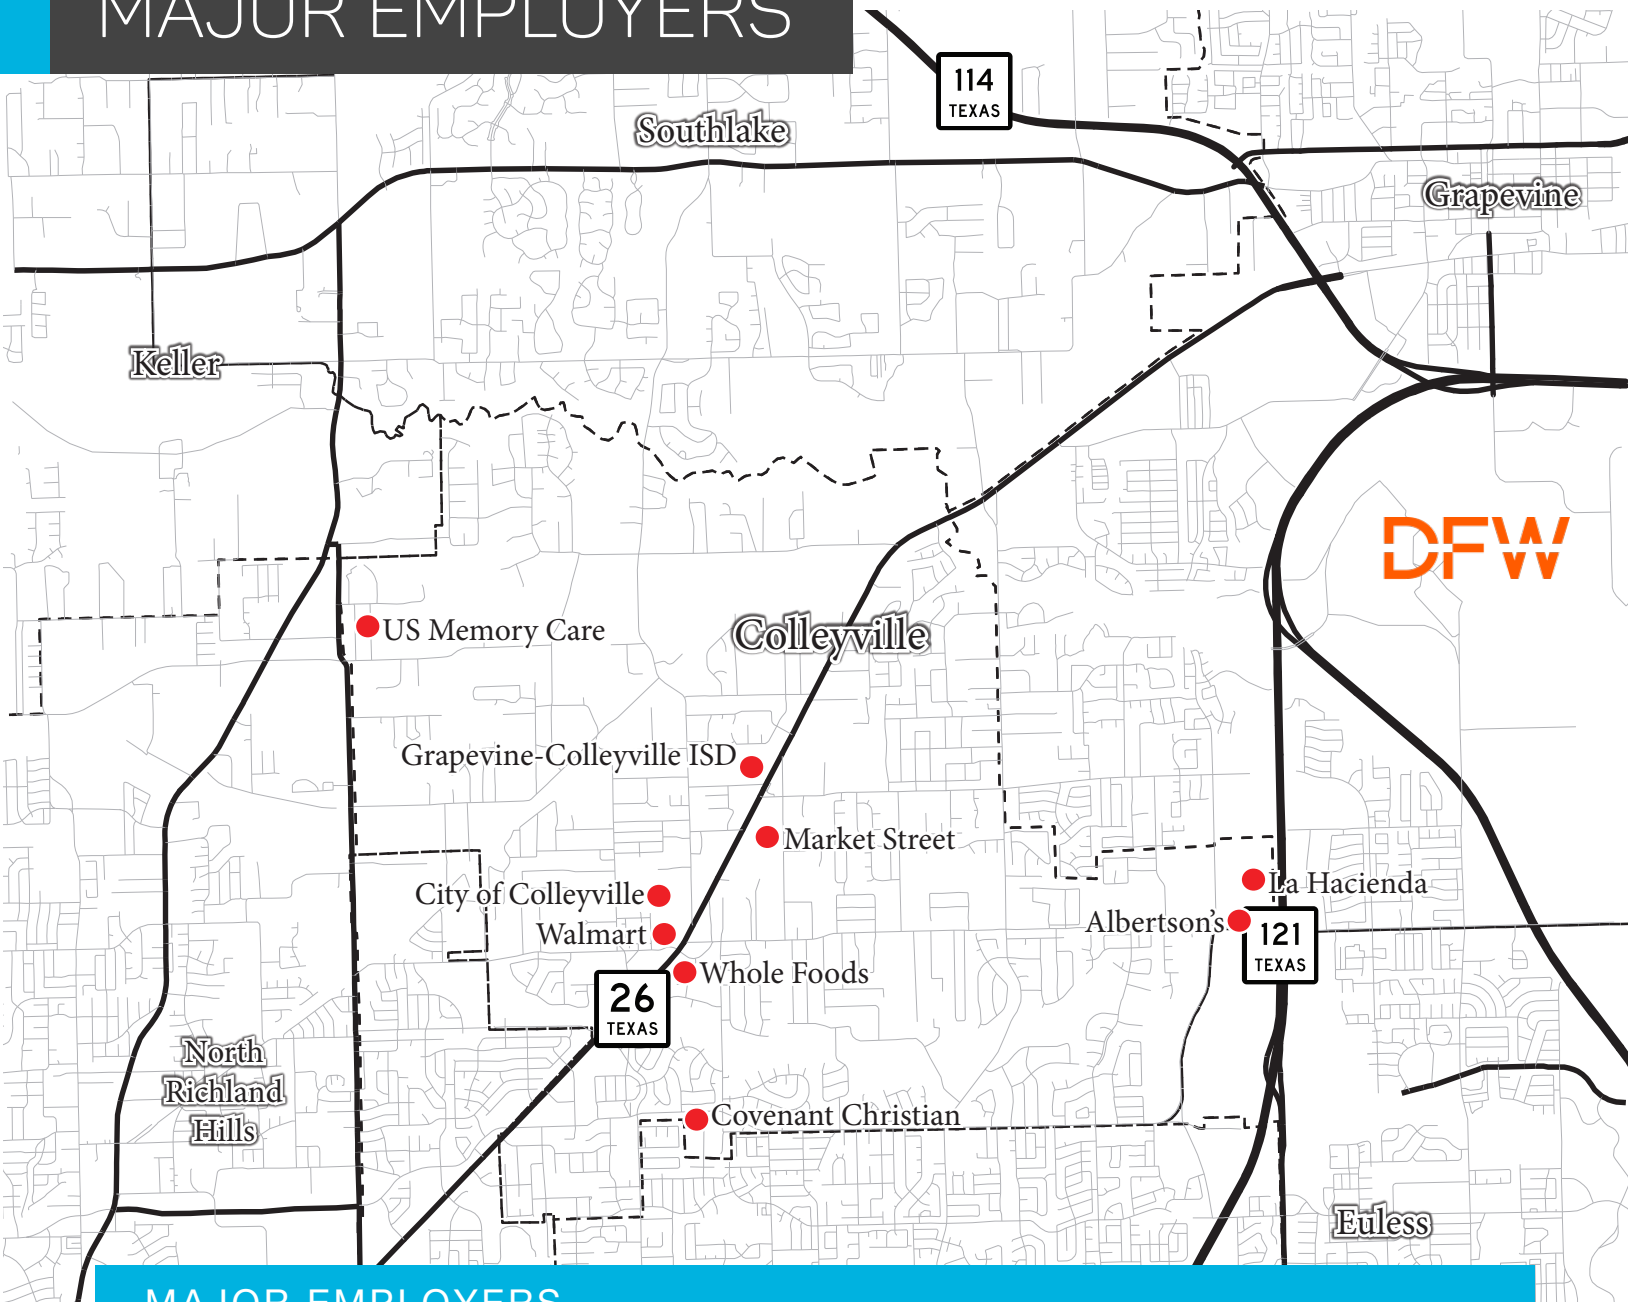 MAJOR EMPLOYERS
114
TEXAS
Southlake
Grapevine
Keller
DFW
US Memory Care
Colleyville
Grapevine-Colleyville ISD
Market Street
City of Colleyville
La Hacienda
Albertson's
Walmart
121
TEXAS
Whole Foods
26
TEXAS
North
Richland
Hills
Covenant Christian
Euless
MAJOR EMPLOYERS